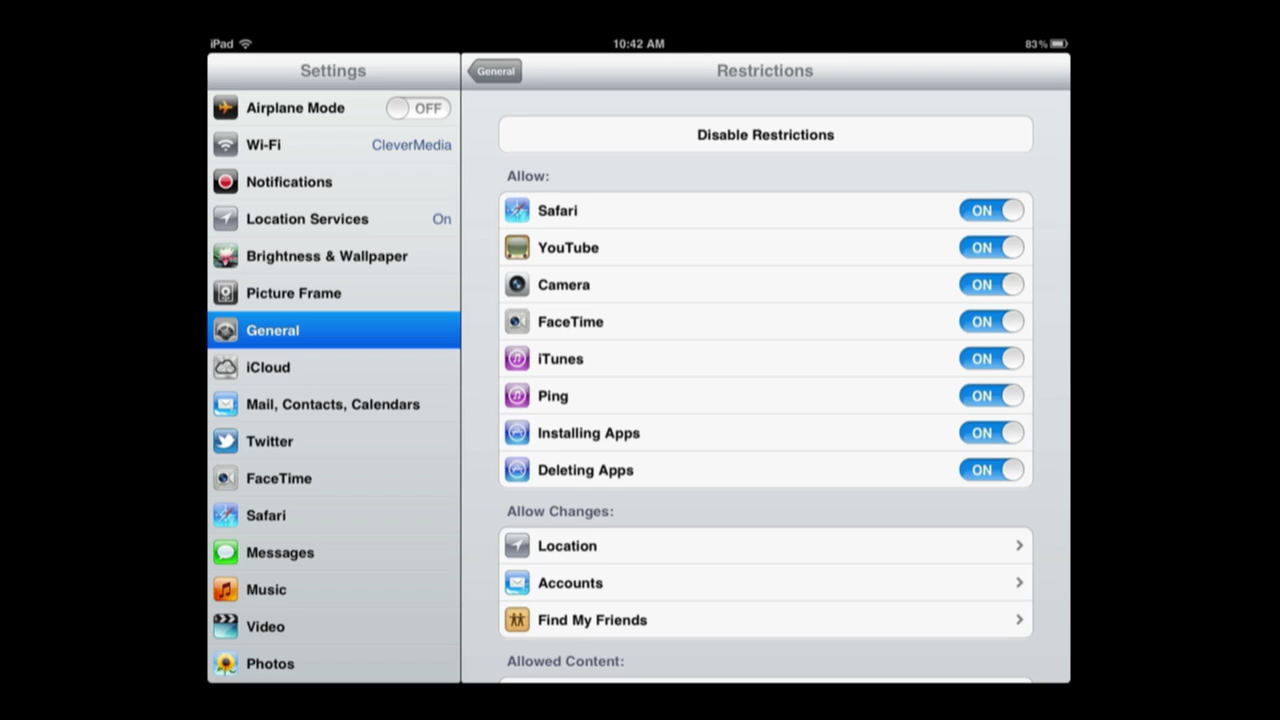 iPad
10:42 AM
83%
Settings
General
Restrictions
Airplane Mode OFF
Wi-Fi CleverMedia
Notifications
Location Services On
Brightness & Wallpaper
Picture Frame
General
iCloud
Mail, Contacts, Calendars
Twitter
FaceTime
Safari
Messages
Music
Video
Photos
Disable Restrictions
Allow:
Safari ON
YouTube ON
Camera ON
FaceTime ON
iTunes ON
Ping ON
Installing Apps ON
Deleting Apps ON
Allow Changes:
Location
Accounts
Find My Friends
Allowed Content: